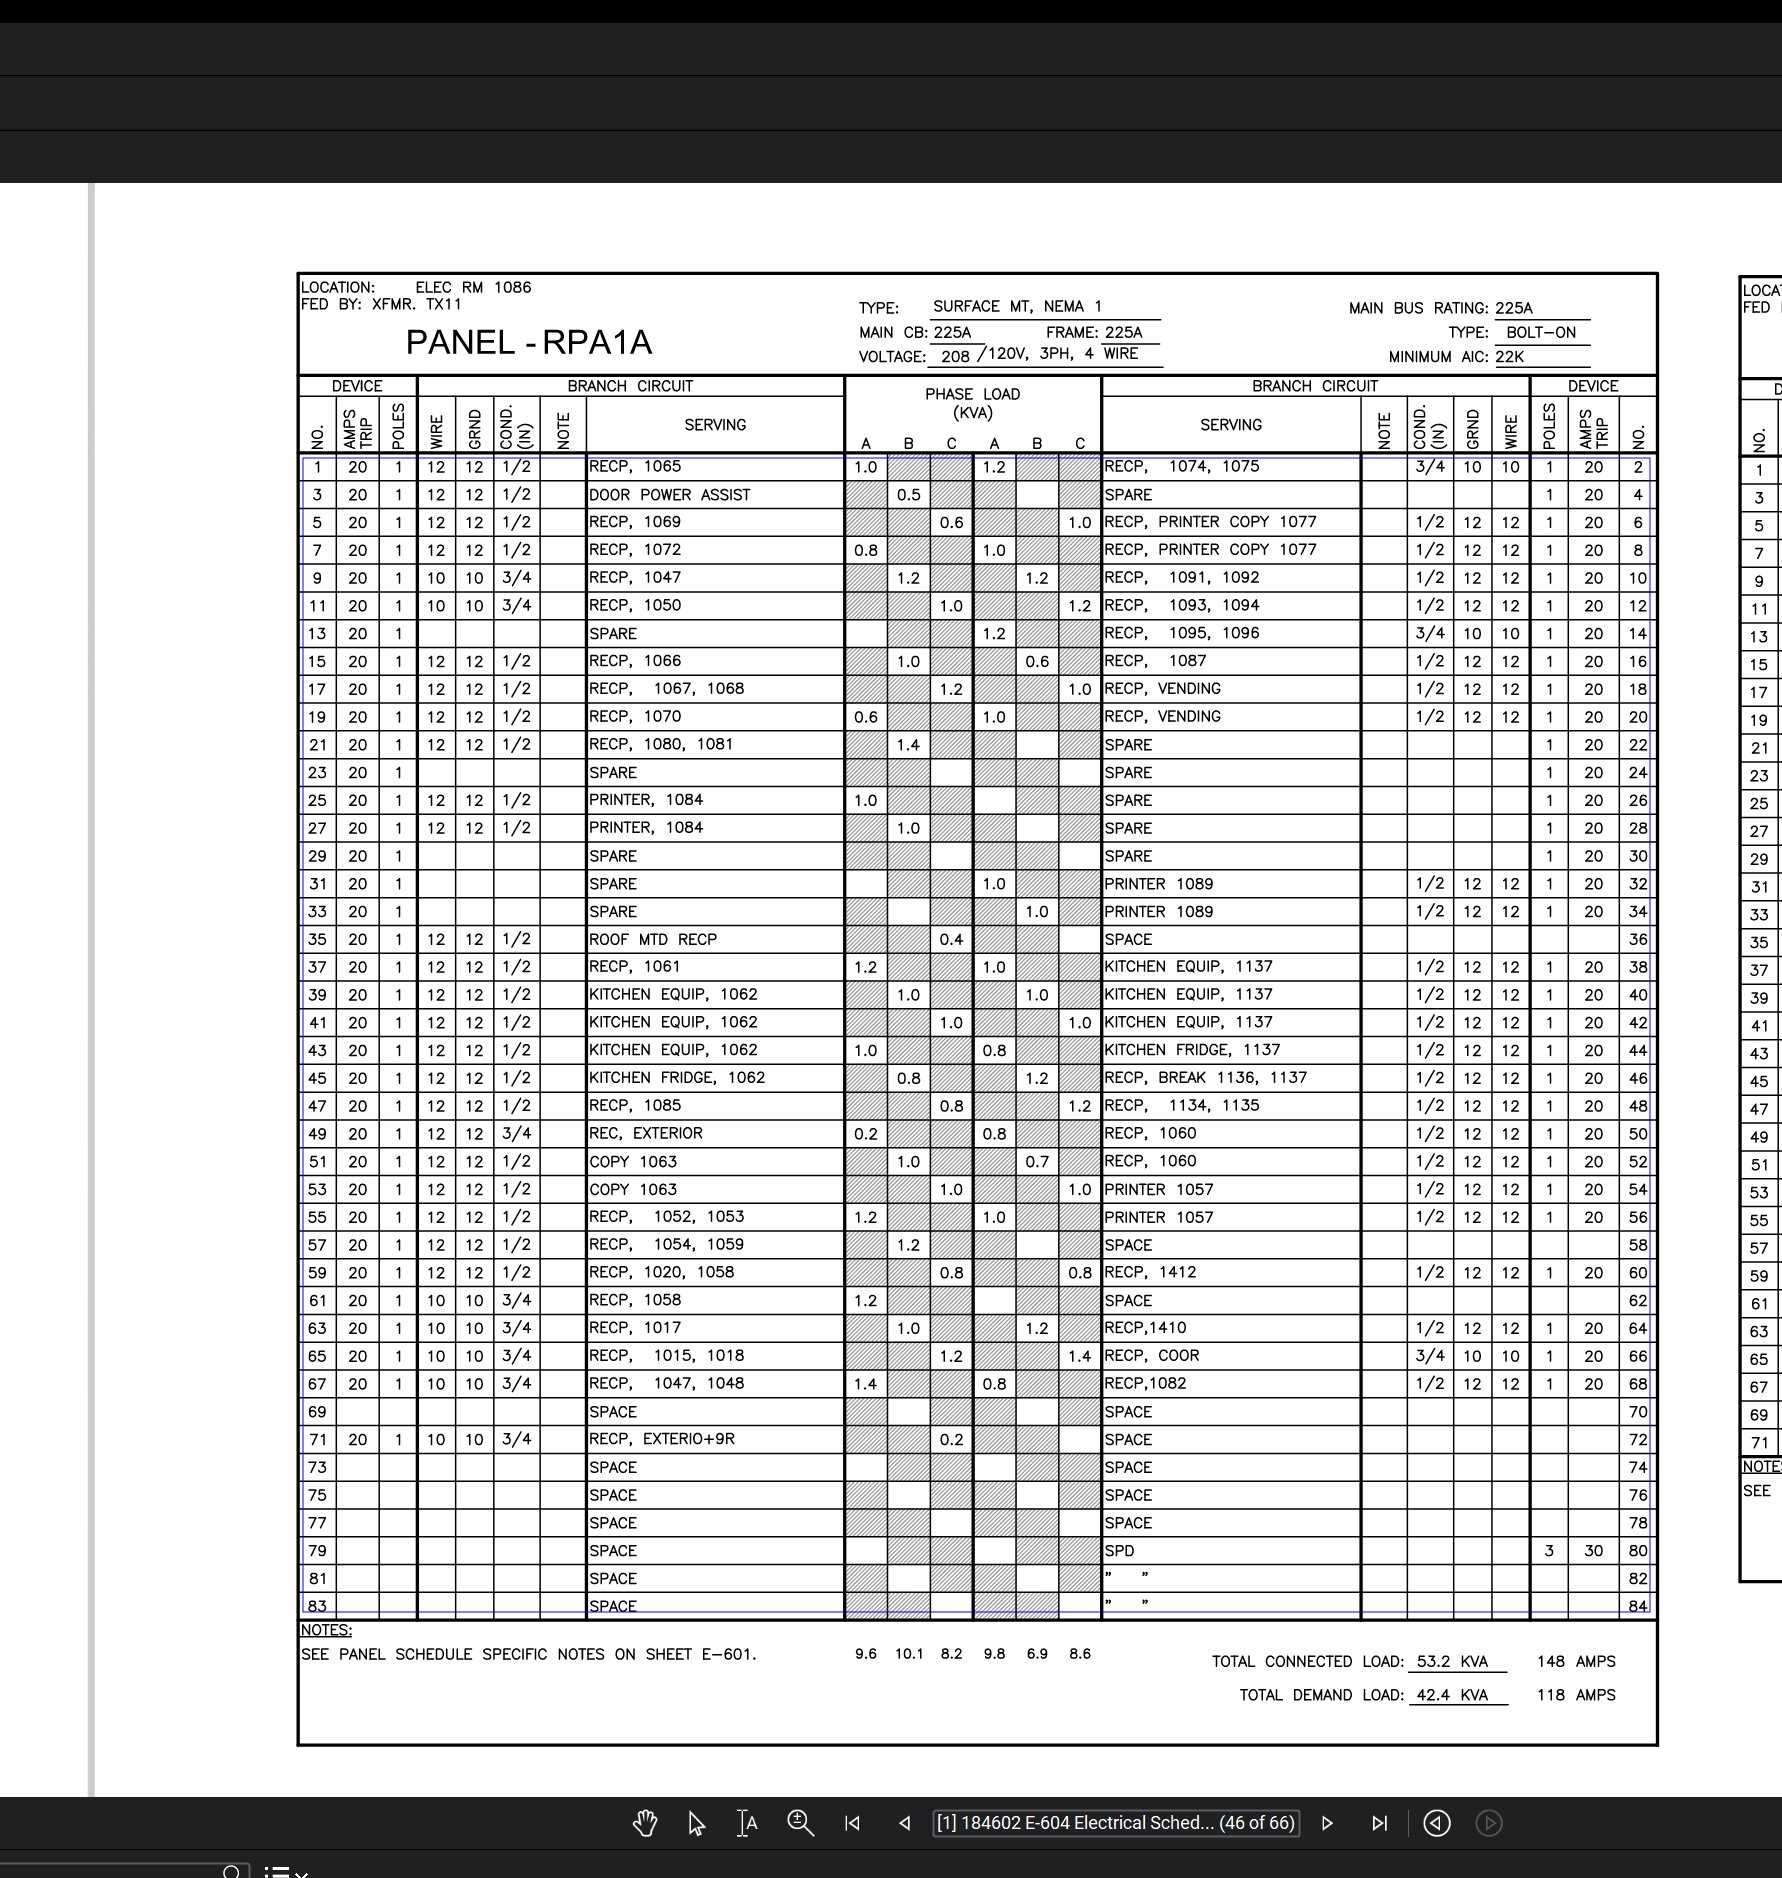 LOCATION: ELEC RM 1086
FED BY: XFMR. TX11
PANEL - RPA1A
TYPE: SURFACE MT, NEMA 1
MAIN CB: 225A FRAME: 225A
VOLTAGE: 208 /120V, 3PH, 4 WIRE
MAIN BUS RATING: 225A
TYPE: BOLT-ON
MINIMUM AIC: 22K
DEVICE BRANCH CIRCUIT PHASE LOAD (KVA) BRANCH CIRCUIT DEVICE
NO. AMPS TRIP POLES WIRE GRND COND. (IN) NOTE SERVING A B C A B C SERVING NOTE COND. (IN) GRND WIRE POLES AMPS TRIP NO.
1 20 1 12 12 1/2 RECP, 1065 1.0 1.2 RECP, 1074, 1075 3/4 10 10 1 20 2
3 20 1 12 12 1/2 DOOR POWER ASSIST 0.5 SPARE 1 20 4
5 20 1 12 12 1/2 RECP, 1069 0.6 1.0 RECP, PRINTER COPY 1077 1/2 12 12 1 20 6
7 20 1 12 12 1/2 RECP, 1072 0.8 1.0 RECP, PRINTER COPY 1077 1/2 12 12 1 20 8
9 20 1 10 10 3/4 RECP, 1047 1.2 1.2 RECP, 1091, 1092 1/2 12 12 1 20 10
11 20 1 10 10 3/4 RECP, 1050 1.0 1.2 RECP, 1093, 1094 1/2 12 12 1 20 12
13 20 1 SPARE 1.2 RECP, 1095, 1096 3/4 10 10 1 20 14
15 20 1 12 12 1/2 RECP, 1066 1.0 0.6 RECP, 1087 1/2 12 12 1 20 16
17 20 1 12 12 1/2 RECP, 1067, 1068 1.2 1.0 RECP, VENDING 1/2 12 12 1 20 18
19 20 1 12 12 1/2 RECP, 1070 0.6 1.0 RECP, VENDING 1/2 12 12 1 20 20
21 20 1 12 12 1/2 RECP, 1080, 1081 1.4 SPARE 1 20 22
23 20 1 SPARE SPARE 1 20 24
25 20 1 12 12 1/2 PRINTER, 1084 1.0 SPARE 1 20 26
27 20 1 12 12 1/2 PRINTER, 1084 1.0 SPARE 1 20 28
29 20 1 SPARE SPARE 1 20 30
31 20 1 SPARE 1.0 PRINTER 1089 1/2 12 12 1 20 32
33 20 1 SPARE 1.0 PRINTER 1089 1/2 12 12 1 20 34
35 20 1 12 12 1/2 ROOF MTD RECP 0.4 SPACE 36
37 20 1 12 12 1/2 RECP, 1061 1.2 1.0 KITCHEN EQUIP, 1137 1/2 12 12 1 20 38
39 20 1 12 12 1/2 KITCHEN EQUIP, 1062 1.0 1.0 KITCHEN EQUIP, 1137 1/2 12 12 1 20 40
41 20 1 12 12 1/2 KITCHEN EQUIP, 1062 1.0 1.0 KITCHEN EQUIP, 1137 1/2 12 12 1 20 42
43 20 1 12 12 1/2 KITCHEN EQUIP, 1062 1.0 0.8 KITCHEN FRIDGE, 1137 1/2 12 12 1 20 44
45 20 1 12 12 1/2 KITCHEN FRIDGE, 1062 0.8 1.2 RECP, BREAK 1136, 1137 1/2 12 12 1 20 46
47 20 1 12 12 1/2 RECP, 1085 0.8 1.2 RECP, 1134, 1135 1/2 12 12 1 20 48
49 20 1 12 12 3/4 REC, EXTERIOR 0.2 0.8 RECP, 1060 1/2 12 12 1 20 50
51 20 1 12 12 1/2 COPY 1063 1.0 0.7 RECP, 1060 1/2 12 12 1 20 52
53 20 1 12 12 1/2 COPY 1063 1.0 1.0 PRINTER 1057 1/2 12 12 1 20 54
55 20 1 12 12 1/2 RECP, 1052, 1053 1.2 1.0 PRINTER 1057 1/2 12 12 1 20 56
57 20 1 12 12 1/2 RECP, 1054, 1059 1.2 SPACE 58
59 20 1 12 12 1/2 RECP, 1020, 1058 0.8 0.8 RECP, 1412 1/2 12 12 1 20 60
61 20 1 10 10 3/4 RECP, 1058 1.2 SPACE 62
63 20 1 10 10 3/4 RECP, 1017 1.0 1.2 RECP,1410 1/2 12 12 1 20 64
65 20 1 10 10 3/4 RECP, 1015, 1018 1.2 1.4 RECP, COOR 3/4 10 10 1 20 66
67 20 1 10 10 3/4 RECP, 1047, 1048 1.4 0.8 RECP,1082 1/2 12 12 1 20 68
69 SPACE SPACE 70
71 20 1 10 10 3/4 RECP, EXTERIO+9R 0.2 SPACE 72
73 SPACE SPACE 74
75 SPACE SPACE 76
77 SPACE SPACE 78
79 SPACE SPD 3 30 80
81 SPACE " " 82
83 SPACE " " 84
NOTES:
SEE PANEL SCHEDULE SPECIFIC NOTES ON SHEET E-601. 9.6 10.1 8.2 9.8 6.9 8.6
TOTAL CONNECTED LOAD: 53.2 KVA 148 AMPS
TOTAL DEMAND LOAD: 42.4 KVA 118 AMPS
LOCA
FED
D
NO.
1
3
5
7
9
11
13
15
17
19
21
23
25
27
29
31
33
35
37
39
41
43
45
47
49
51
53
55
57
59
61
63
65
67
69
71
NOTE
SEE
[1] 184602 E-604 Electrical Sched... (46 of 66)